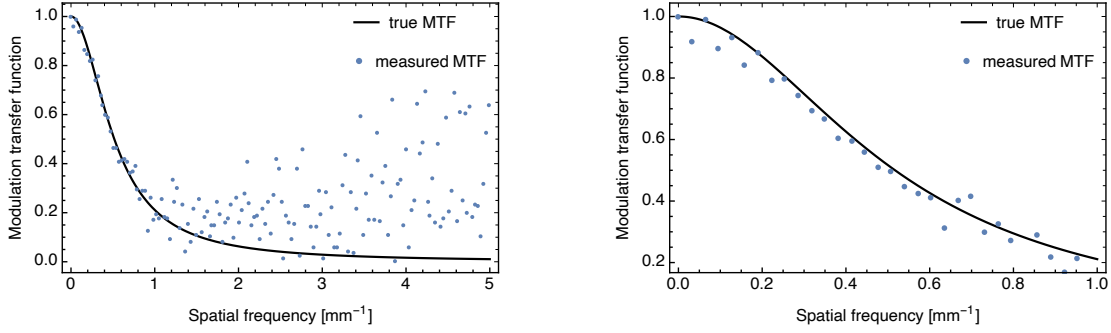 Modulation transfer function
1.0
0.8
0.6
0.4
0.2
0.0
true MTF
measured MTF
0
1
2
3
4
5
Spatial frequency [mm⁻¹]
Modulation transfer function
1.0
0.8
0.6
0.4
0.2
true MTF
measured MTF
0.0
0.2
0.4
0.6
0.8
1.0
Spatial frequency [mm⁻¹]